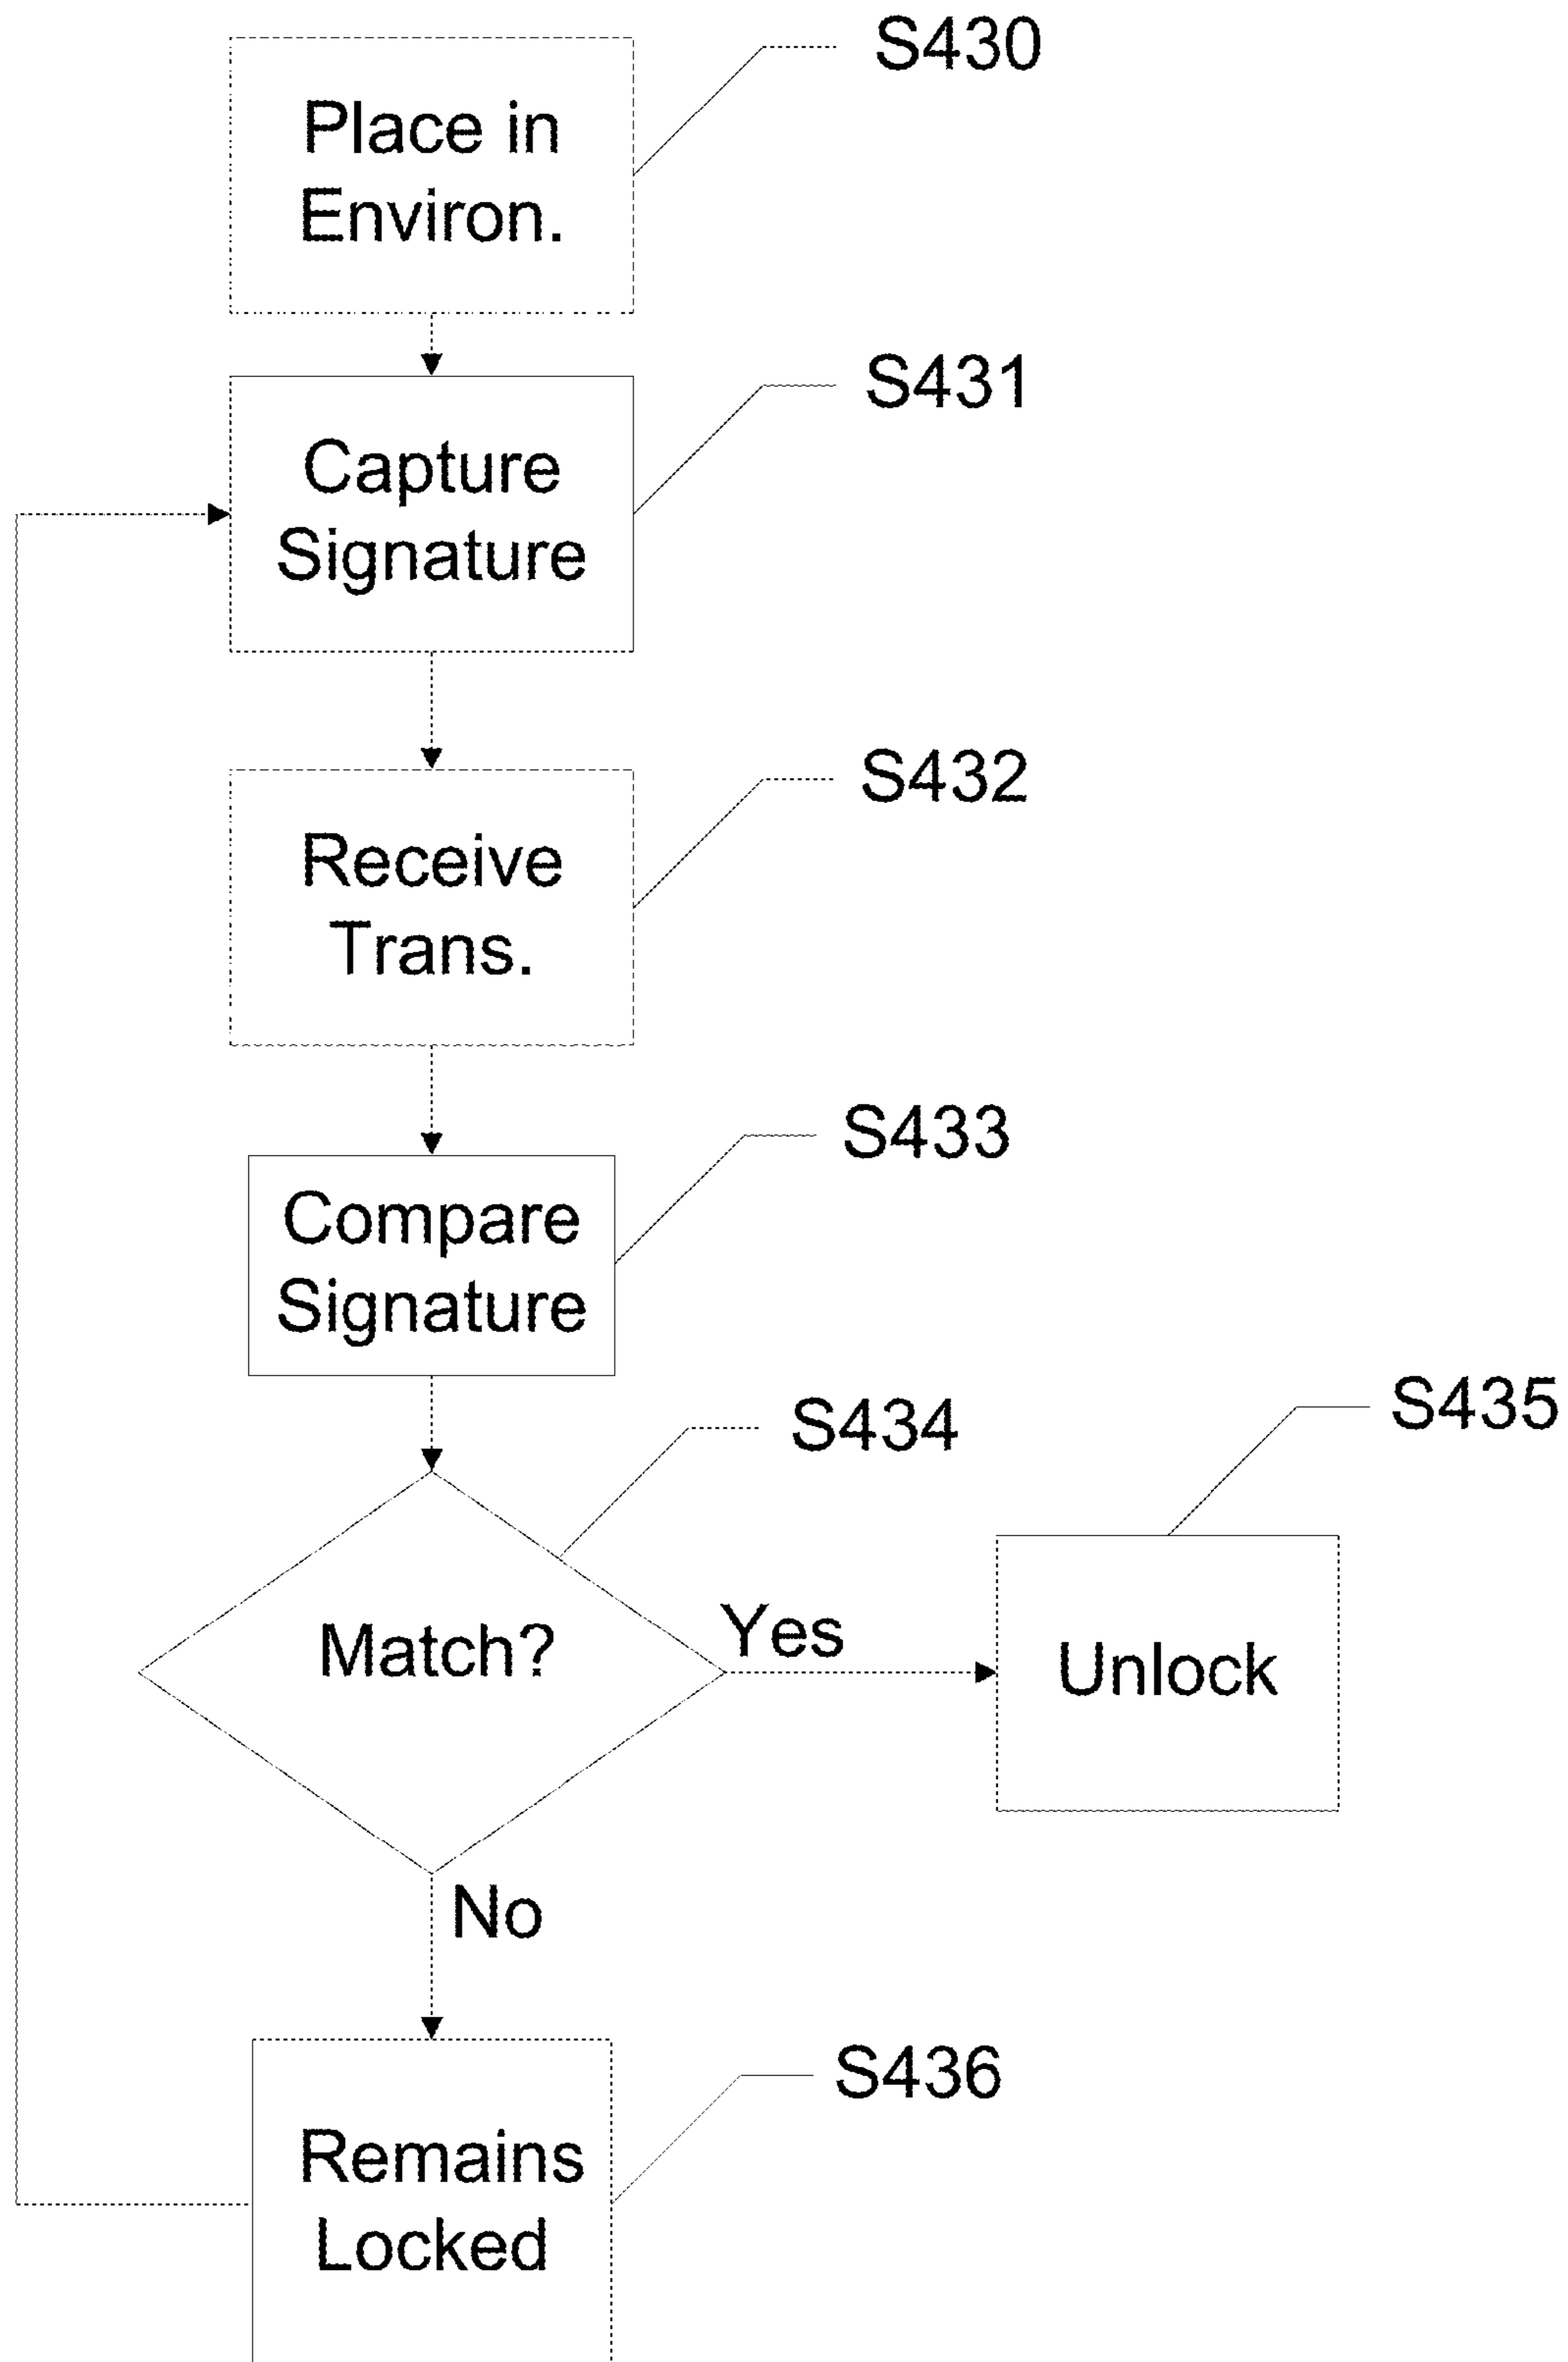 S430
Place in
Environ.
S431
Capture
Signature
S432
Receive
Trans.
S433
Compare
Signature
S434
S435
Match?
Yes
Unlock
No
S436
Remains
Locked